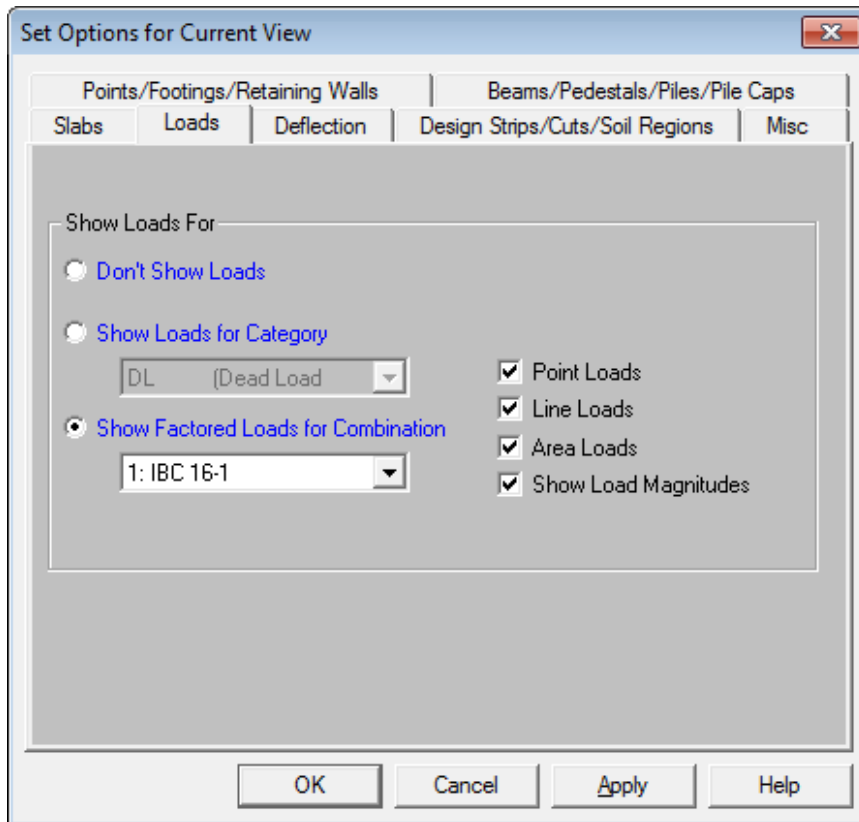 Set Options for Current View
Points/Footings/Retaining Walls Beams/Pedestals/Piles/Pile Caps
Slabs Loads Deflection Design Strips/Cuts/Soil Regions Misc
Show Loads For
Don't Show Loads
Show Loads for Category
DL (Dead Load
Show Factored Loads for Combination
1: IBC 16-1
Point Loads
Line Loads
Area Loads
Show Load Magnitudes
OK Cancel Apply Help